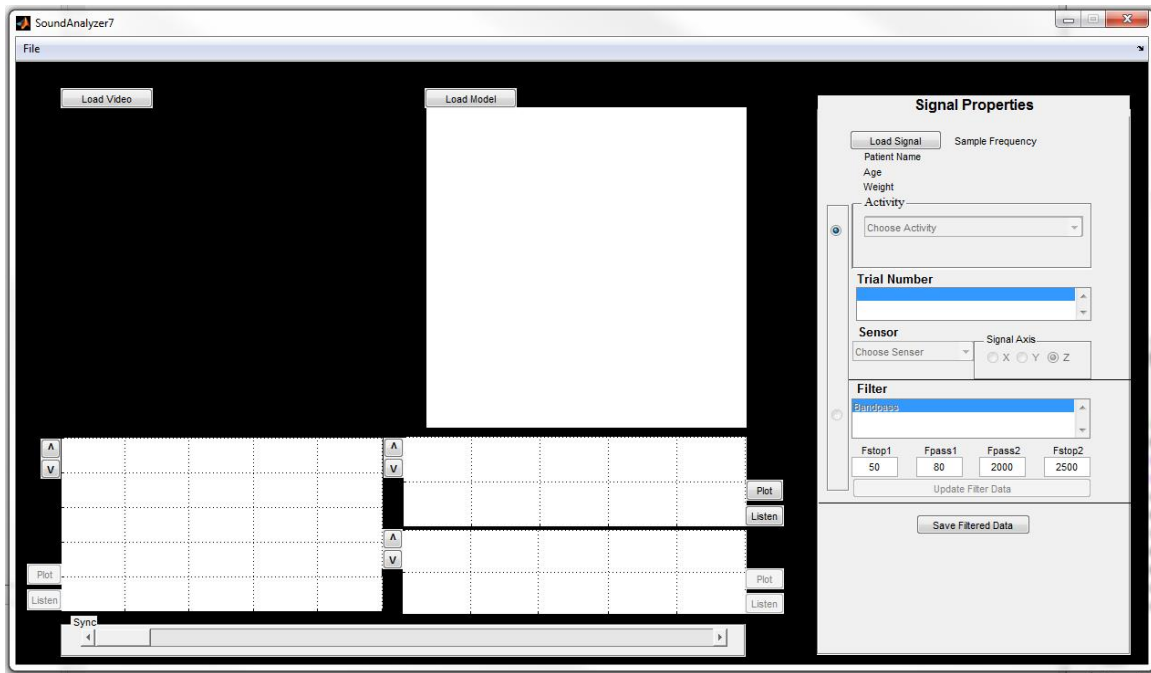 SoundAnalyzer7
File
Load Video
Load Model
Signal Properties
Load Signal Sample Frequency
Patient Name
Age
Weight
Activity
Choose Activity
Trial Number
Sensor
Choose Senser
Signal Axis
X Y Z
Filter
Bandpass
Fstop1 Fpass1 Fpass2 Fstop2
50 80 2000 2500
Update Filter Data
Save Filtered Data
Λ
V
Λ
V
Plot
Listen
Λ
V
Plot
Listen
Plot
Listen
Sync